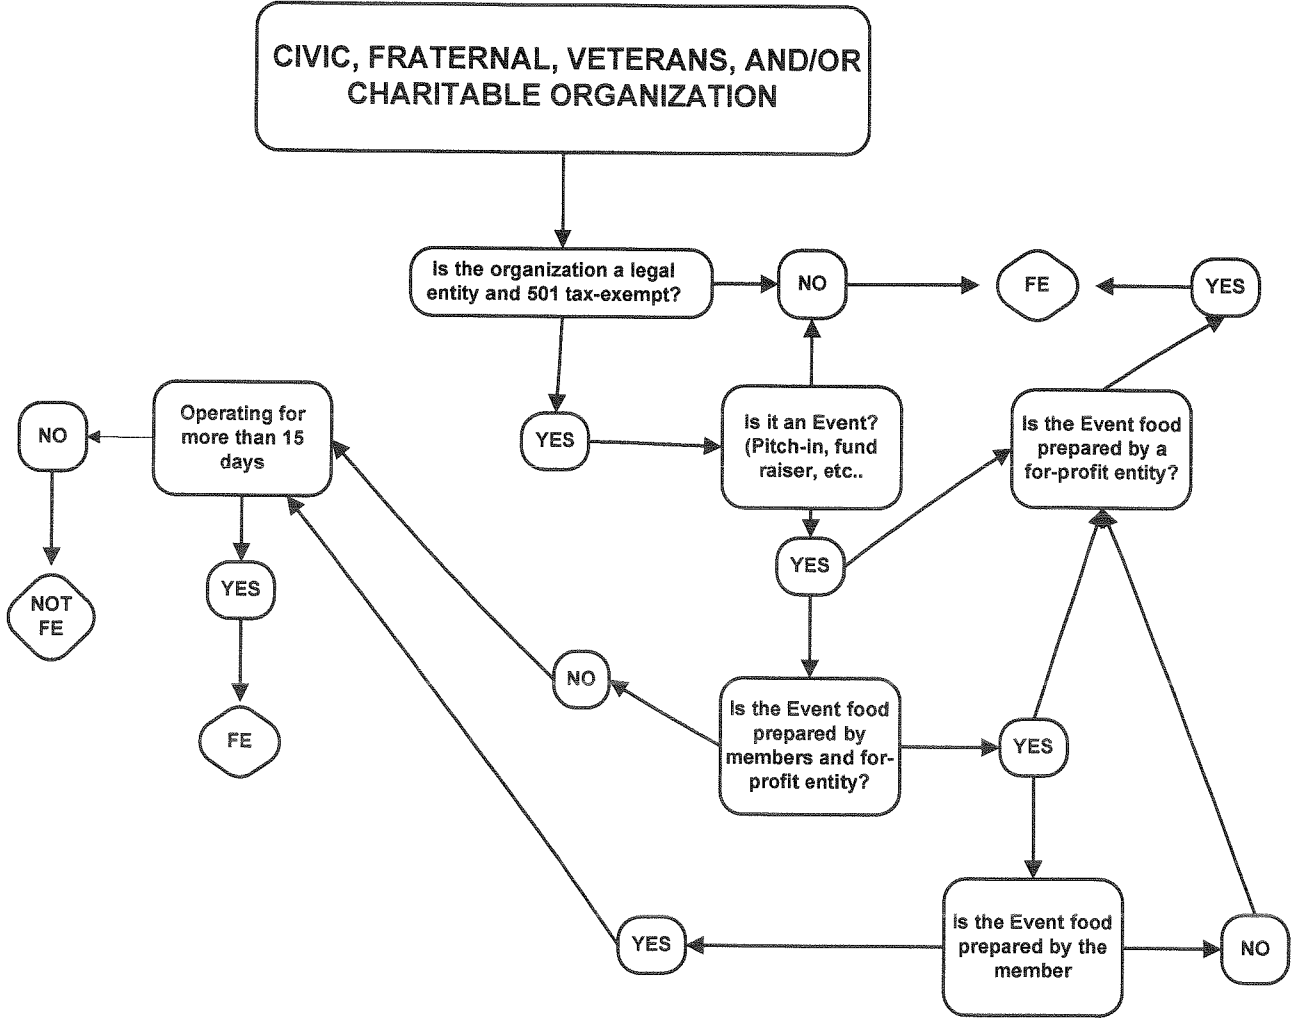 CIVIC, FRATERNAL, VETERANS, AND/OR
CHARITABLE ORGANIZATION
Is the organization a legal
entity and 501 tax-exempt?
NO
FE
YES
Operating for
more than 15
days
NO
YES
Is it an Event?
(Pitch-in, fund
raiser, etc..
Is the Event food
prepared by a
for-profit entity?
YES
NOT
FE
YES
FE
NO
Is the Event food
prepared by
members and for-
profit entity?
YES
YES
Is the Event food
prepared by the
member
NO